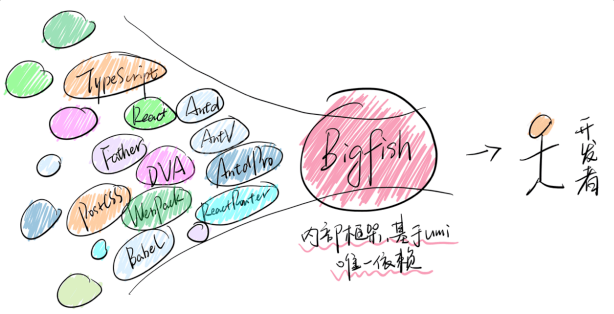 TypeScript
React
Antd
Father
AntV
DVA
AntdPro
PostCSS
WebPack
ReactRouter
Babel
Bigfish
内部框架,基于umi
唯一依赖
开发者